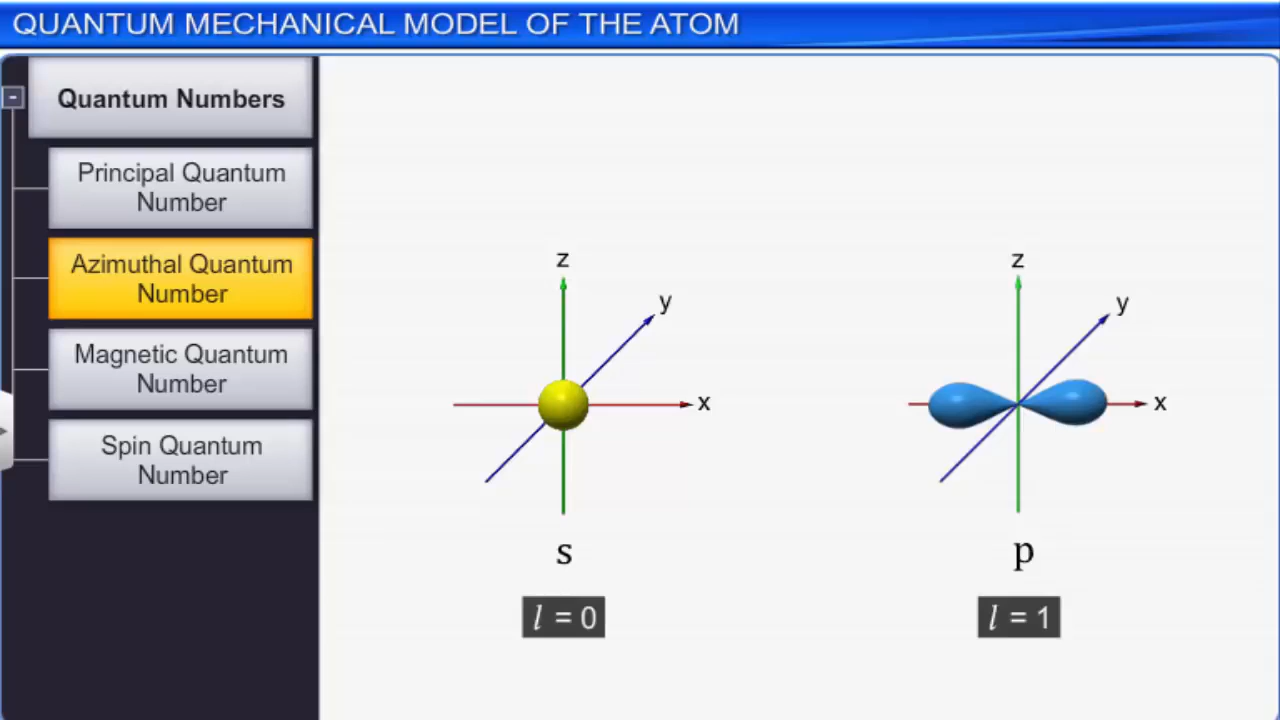 QUANTUM MECHANICAL MODEL OF THE ATOM
Quantum Numbers
Principal Quantum
Number
Azimuthal Quantum
Number
Magnetic Quantum
Number
Spin Quantum
Number
z
y
x
s
l = 0
z
y
x
p
l = 1